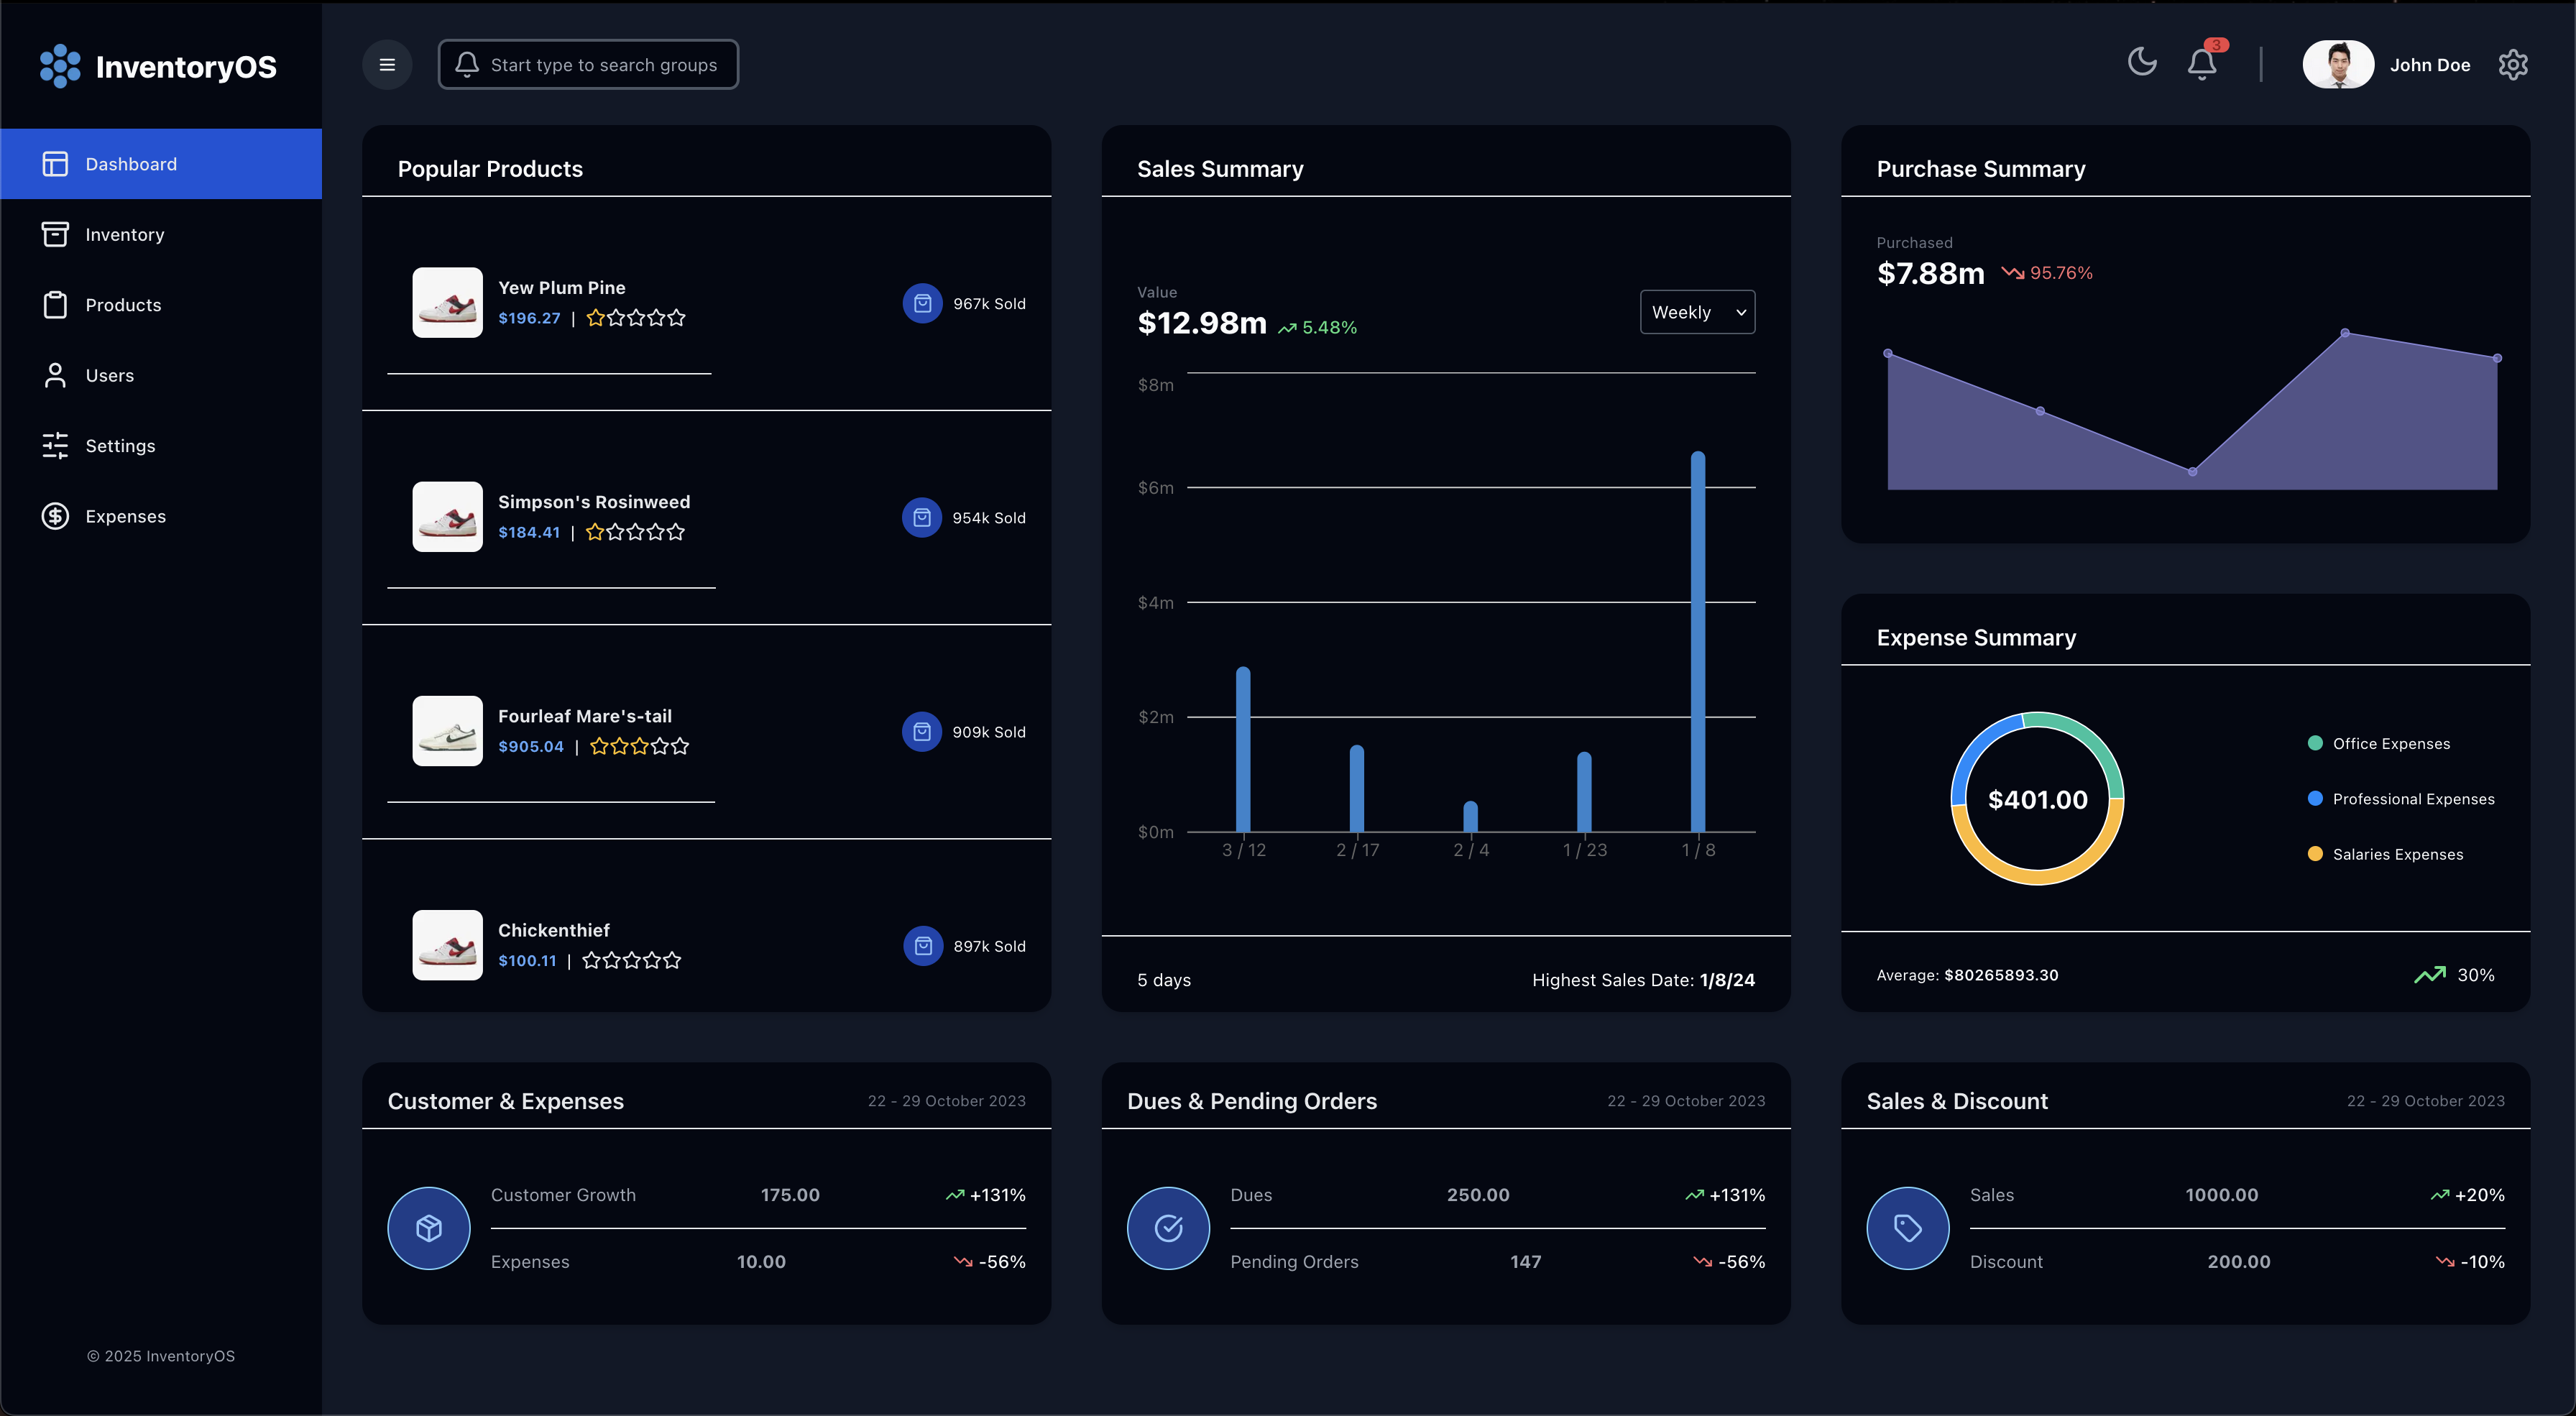 InventoryOS
Start type to search groups
3
John Doe
Dashboard
Inventory
Products
Users
Settings
Expenses
© 2025 InventoryOS
Popular Products
Yew Plum Pine
$196.27 |
967k Sold
Simpson's Rosinweed
$184.41 |
954k Sold
Fourleaf Mare's-tail
$905.04 |
909k Sold
Chickenthief
$100.11 |
897k Sold
Sales Summary
Value
$12.98m 5.48%
Weekly
$8m
$6m
$4m
$2m
$0m
3 / 12 2 / 17 2 / 4 1 / 23 1 / 8
5 days
Highest Sales Date: 1/8/24
Purchase Summary
Purchased
$7.88m 95.76%
Expense Summary
$401.00
Office Expenses
Professional Expenses
Salaries Expenses
Average: $80265893.30
30%
Customer & Expenses
22 - 29 October 2023
Customer Growth 175.00 +131%
Expenses 10.00 -56%
Dues & Pending Orders
22 - 29 October 2023
Dues 250.00 +131%
Pending Orders 147 -56%
Sales & Discount
22 - 29 October 2023
Sales 1000.00 +20%
Discount 200.00 -10%